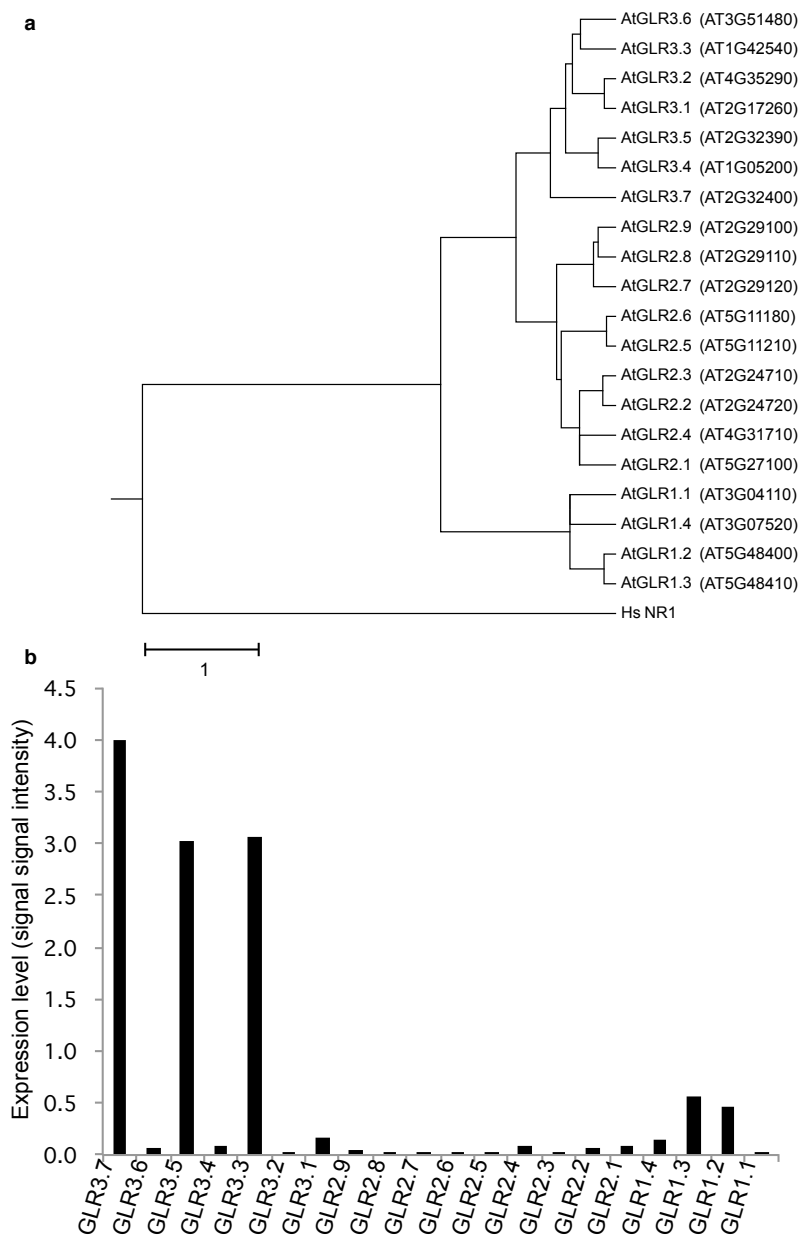 a
AtGLR3.6 (AT3G51480)
AtGLR3.3 (AT1G42540)
AtGLR3.2 (AT4G35290)
AtGLR3.1 (AT2G17260)
AtGLR3.5 (AT2G32390)
AtGLR3.4 (AT1G05200)
AtGLR3.7 (AT2G32400)
AtGLR2.9 (AT2G29100)
AtGLR2.8 (AT2G29110)
AtGLR2.7 (AT2G29120)
AtGLR2.6 (AT5G11180)
AtGLR2.5 (AT5G11210)
AtGLR2.3 (AT2G24710)
AtGLR2.2 (AT2G24720)
AtGLR2.4 (AT4G31710)
AtGLR2.1 (AT5G27100)
AtGLR1.1 (AT3G04110)
AtGLR1.4 (AT3G07520)
AtGLR1.2 (AT5G48400)
AtGLR1.3 (AT5G48410)
Hs NR1
1
b
Expression level (signal signal intensity)
4.5
4.0
3.5
3.0
2.5
2.0
1.5
1.0
0.5
0.0
GLR3.7
GLR3.6
GLR3.5
GLR3.4
GLR3.3
GLR3.2
GLR3.1
GLR2.9
GLR2.8
GLR2.7
GLR2.6
GLR2.5
GLR2.4
GLR2.3
GLR2.2
GLR2.1
GLR1.4
GLR1.3
GLR1.2
GLR1.1